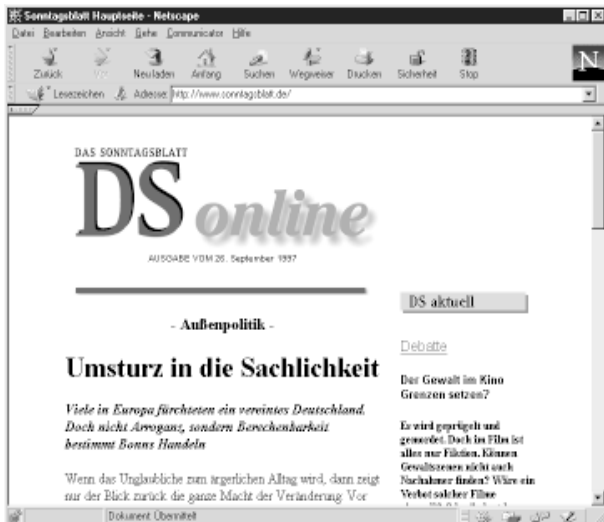 Sonntagsblatt Hauptseite - Netscape
Datei Bearbeiten Ansicht Gehe Communicator Hilfe
Zurück Vor Neu laden Anfang Suchen Wegweiser Drucken Sicherheit Stop
N
Lesezeichen Adresse http://www.sonntagsblatt.de/
DAS SONNTAGSBLATT
DS online
AUSGABE VOM 26. September 1997
- Außenpolitik -
Umsturz in die Sachlichkeit
Viele in Europa fürchteten ein vereintes Deutschland.
Doch nicht Arroganz, sondern Berechenbarkeit
bestimmt Bonns Handeln
Wenn das Unglaubliche zum ärgerlichen Alltag wird, dann zeigt
nur der Blick zurück die ganze Macht der Veränderung. Vor
DS aktuell
Debatte
Der Gewalt im Kino
Grenzen setzen?
Es wird geprügelt und
gemordet. Doch im Film ist
alles nur Fiktion. Können
Gewaltszenen nicht auch
Nachahmer finden? Wäre ein
Verbot solcher Filme
Dokument Übermittelt